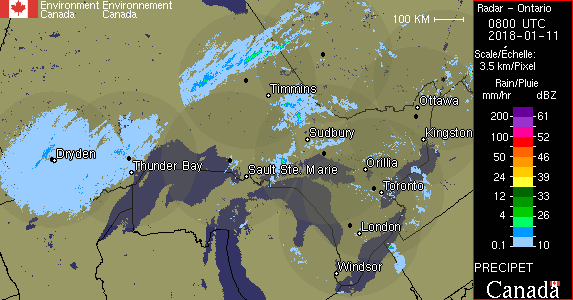 Environment Environnement
Canada Canada
100 KM
Timmins
Ottawa
Sudbury
Kingston
Dryden
Thunder Bay
Sault Ste. Marie
Orillia
Toronto
London
Windsor
Radar - Ontario
0800 UTC
2018-01-11
Scale/Échelle:
3.5 km/Pixel
Rain/Pluie
mm/hr dBZ
200 61
100 52
50 46
24 39
12 33
4 26
0.1 10
PRECIPET
Canada